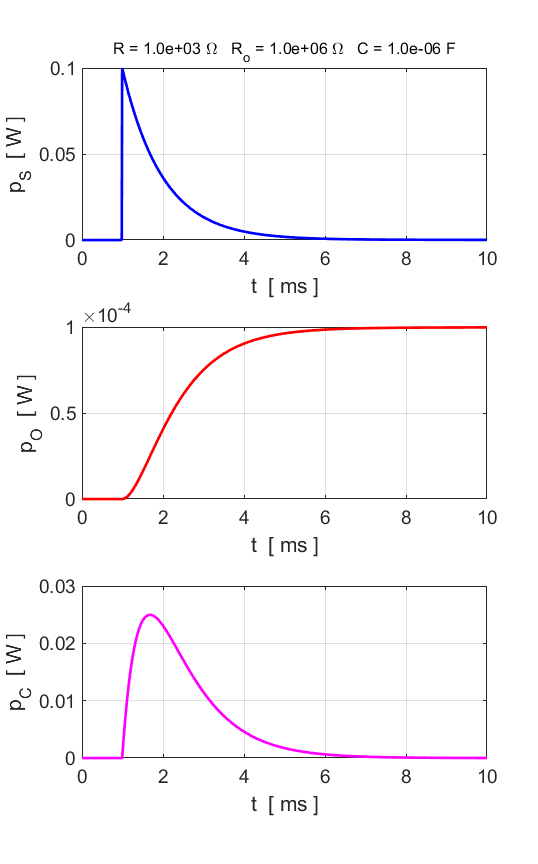 R = 1.0e+03 Ω R_o = 1.0e+06 Ω C = 1.0e-06 F
0.1
0.05
0
p_S [ W ]
0 2 4 6 8 10
t [ ms ]
×10^-4
1
0.5
0
p_O [ W ]
0 2 4 6 8 10
t [ ms ]
0.03
0.02
0.01
0
p_C [ W ]
0 2 4 6 8 10
t [ ms ]